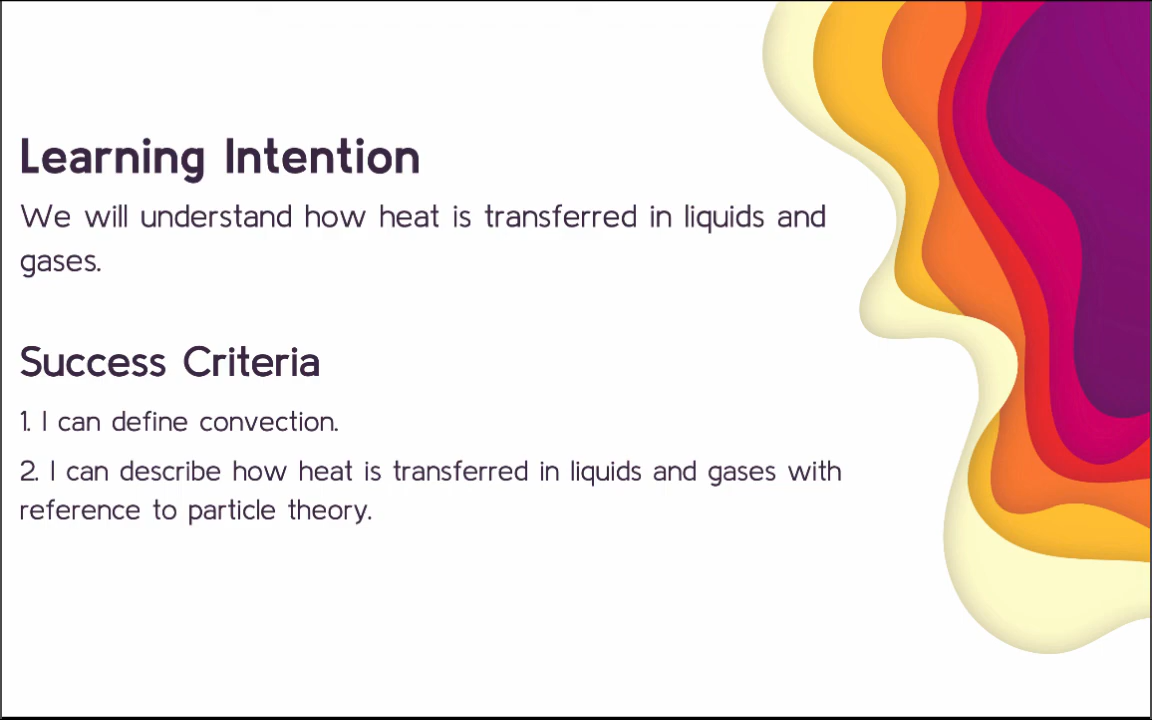 Learning Intention
We will understand how heat is transferred in liquids and
gases.
Success Criteria
1. I can define convection.
2. I can describe how heat is transferred in liquids and gases with
reference to particle theory.